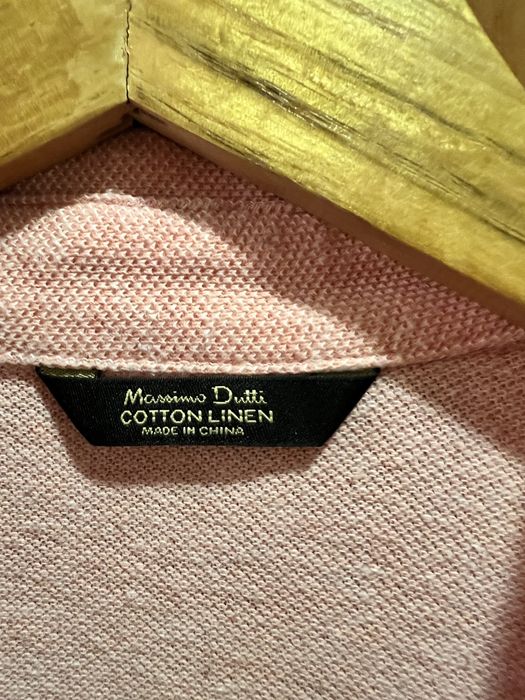 Massimo Dutti
COTTON LINEN
MADE IN CHINA